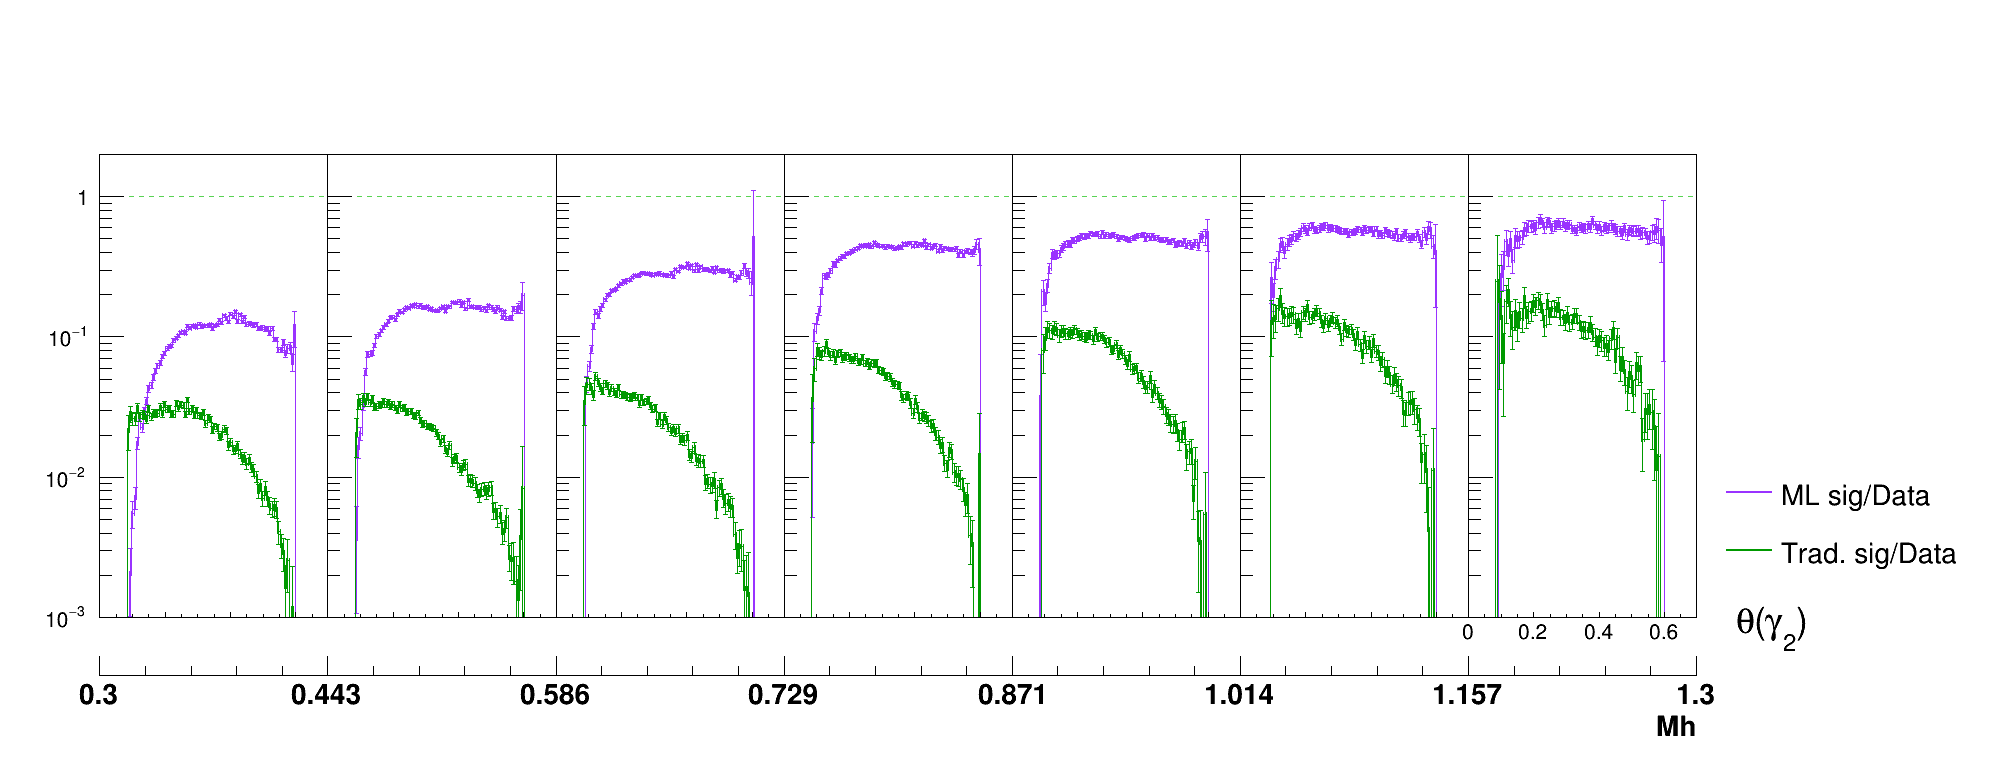 1
10⁻¹
10⁻²
10⁻³
ML sig/Data
Trad. sig/Data
0 0.2 0.4 0.6
θ(γ₂)
0.3 0.443 0.586 0.729 0.871 1.014 1.157 1.3
Mh